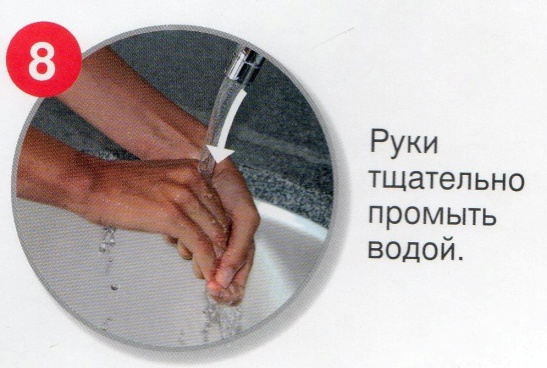 8
Руки
тщательно
промыть
водой.